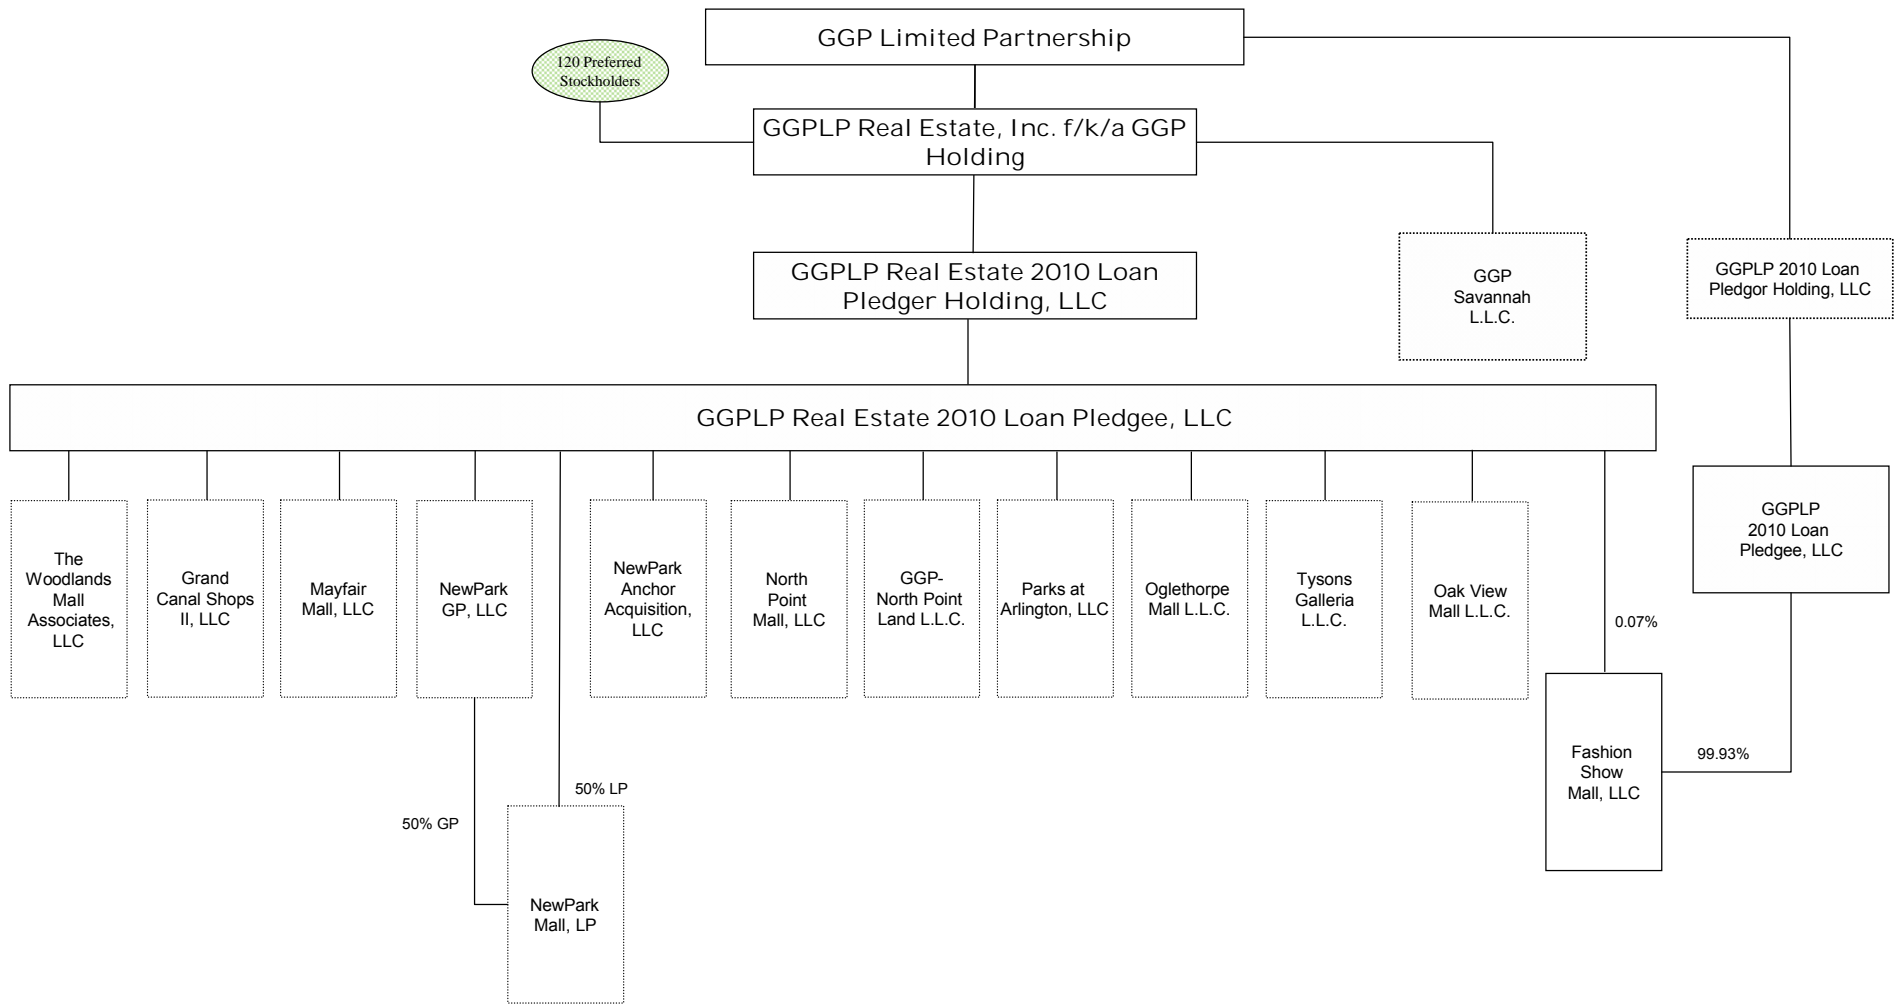 GGP Limited Partnership
120 Preferred
Stockholders
GGPLP Real Estate, Inc. f/k/a GGP
Holding
GGPLP Real Estate 2010 Loan
Pledger Holding, LLC
GGP
Savannah
L.L.C.
GGPLP 2010 Loan
Pledgor Holding, LLC
GGPLP Real Estate 2010 Loan Pledgee, LLC
GGPLP
2010 Loan
Pledgee, LLC
The
Woodlands
Mall
Associates,
LLC
Grand
Canal Shops
II, LLC
Mayfair
Mall, LLC
NewPark
GP, LLC
NewPark
Anchor
Acquisition,
LLC
North
Point
Mall, LLC
GGP-
North Point
Land L.L.C.
Parks at
Arlington, LLC
Oglethorpe
Mall L.L.C.
Tysons
Galleria
L.L.C.
Oak View
Mall L.L.C.
0.07%
Fashion
Show
Mall, LLC
99.93%
50% LP
50% GP
NewPark
Mall, LP